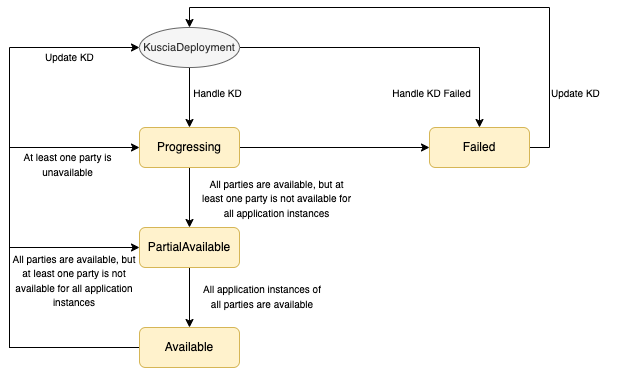 KusciaDeployment
Update KD
Handle KD
Handle KD Failed
Update KD
Progressing
Failed
At least one party is
unavailable
All parties are available, but at
least one party is not available for
all application instances
PartialAvailable
All parties are available, but
at least one party is not
available for all application
instances
All application instances of
all parties are available
Available